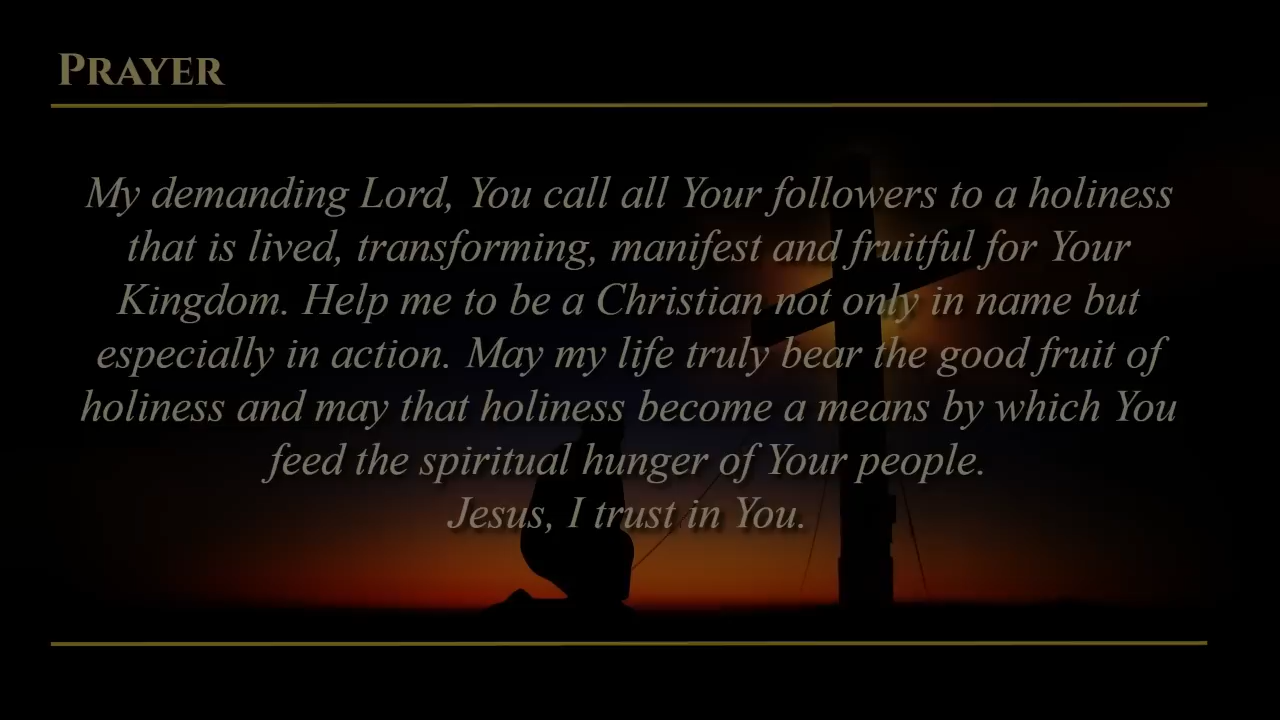 PRAYER
My demanding Lord, You call all Your followers to a holiness
that is lived, transforming, manifest and fruitful for Your
Kingdom. Help me to be a Christian not only in name but
especially in action. May my life truly bear the good fruit of
holiness and may that holiness become a means by which You
feed the spiritual hunger of Your people.
Jesus, I trust in You.